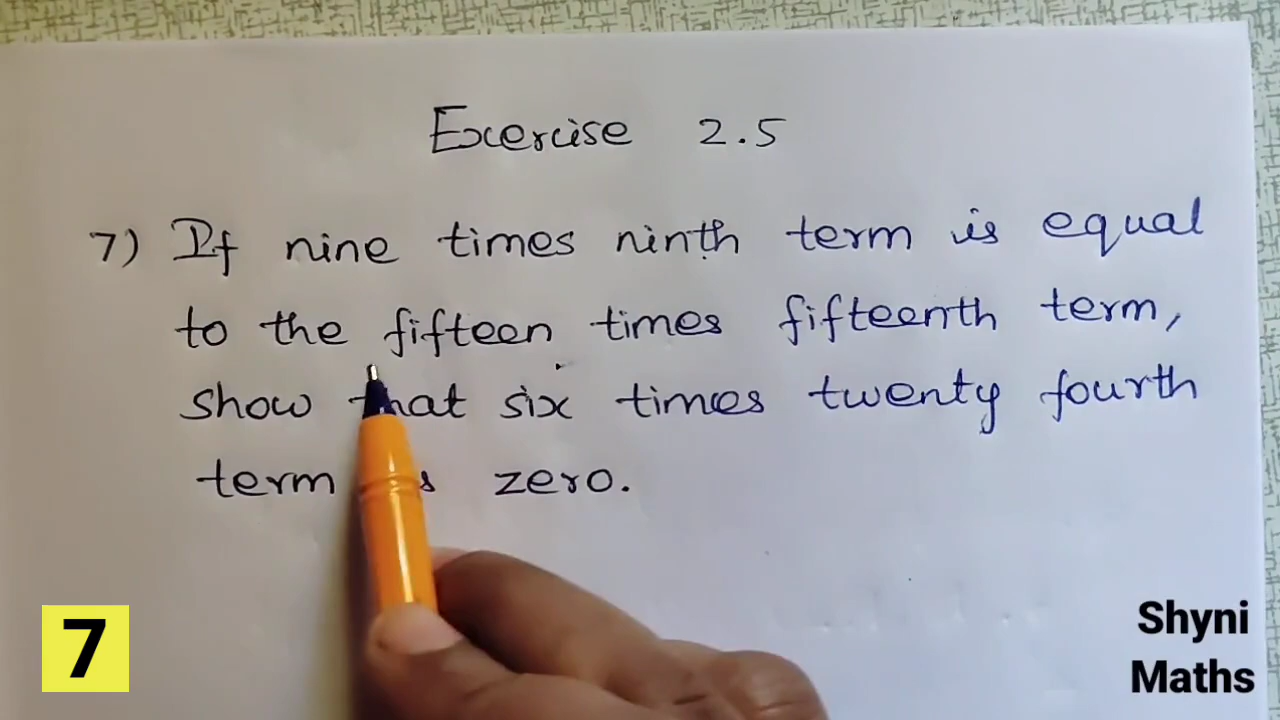 Exercise 2.5
7) If nine times ninth term is equal
to the fifteen times fifteenth term,
show that six times twenty fourth
term zero.
7
Shyni
Maths